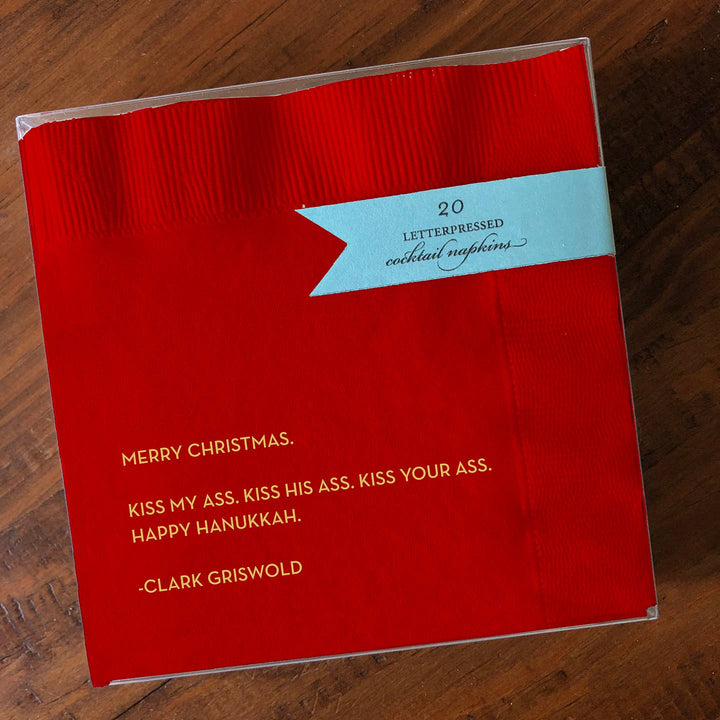 20
LETTERPRESSED
cocktail napkins
MERRY CHRISTMAS.
KISS MY ASS. KISS HIS ASS. KISS YOUR ASS.
HAPPY HANUKKAH.
-CLARK GRISWOLD